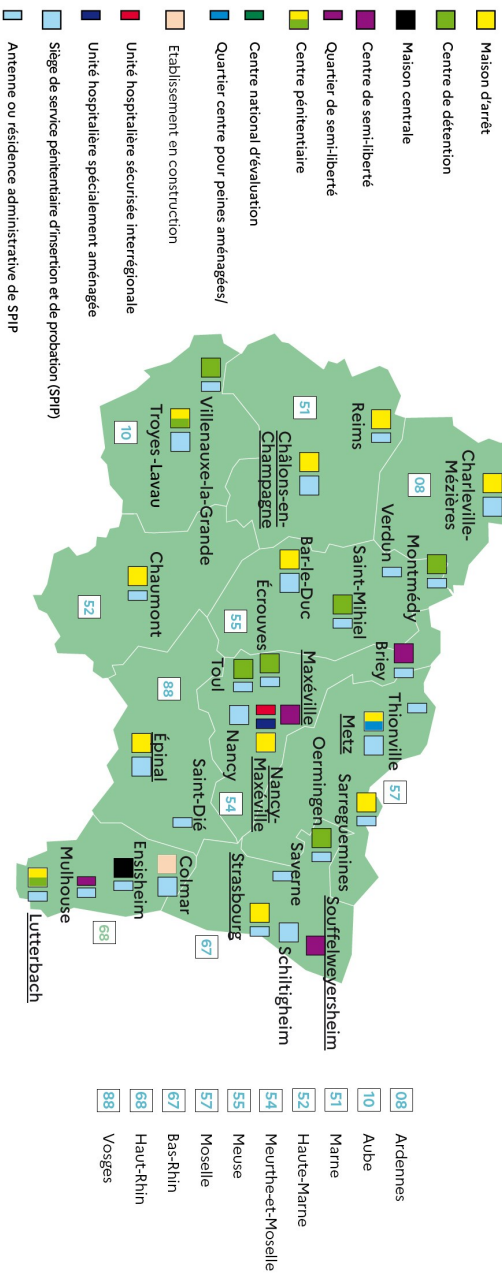 Maison d'arrêt
Centre de détention
Maison centrale
Centre de semi-liberté
Quartier de semi-liberté
Centre pénitentiaire
Centre national d'évaluation
Quartier centre pour peines aménagées/
Etablissement en construction
Unité hospitalière sécurisée interrégionale
Unité hospitalière spécialement aménagée
Siège de service pénitentiaire d'insertion et de probation (SPIP)
Antenne ou résidence administrative de SPIP
Charleville-
Mézières
08
Montmédy
Verdun
Reims
51
Châlons-en-
Champagne
Villenauxe-la-Grande
Troyes-Lavau
10
Briey
Thionville
Metz
57
Saint-Mihiel
Bar-le-Duc
55
Écrouves
Toul
Maxéville
Nancy-
Maxéville
Nancy
54
Sarreguemines
Oermingen
Saverne
Souffelweyersheim
Schiltigheim
Strasbourg
67
Chaumont
52
88
Épinal
Saint-Dié
Colmar
Ensisheim
Mulhouse
68
Lutterbach
08 Ardennes
10 Aube
51 Marne
52 Haute-Marne
54 Meurthe-et-Moselle
55 Meuse
57 Moselle
67 Bas-Rhin
68 Haut-Rhin
88 Vosges